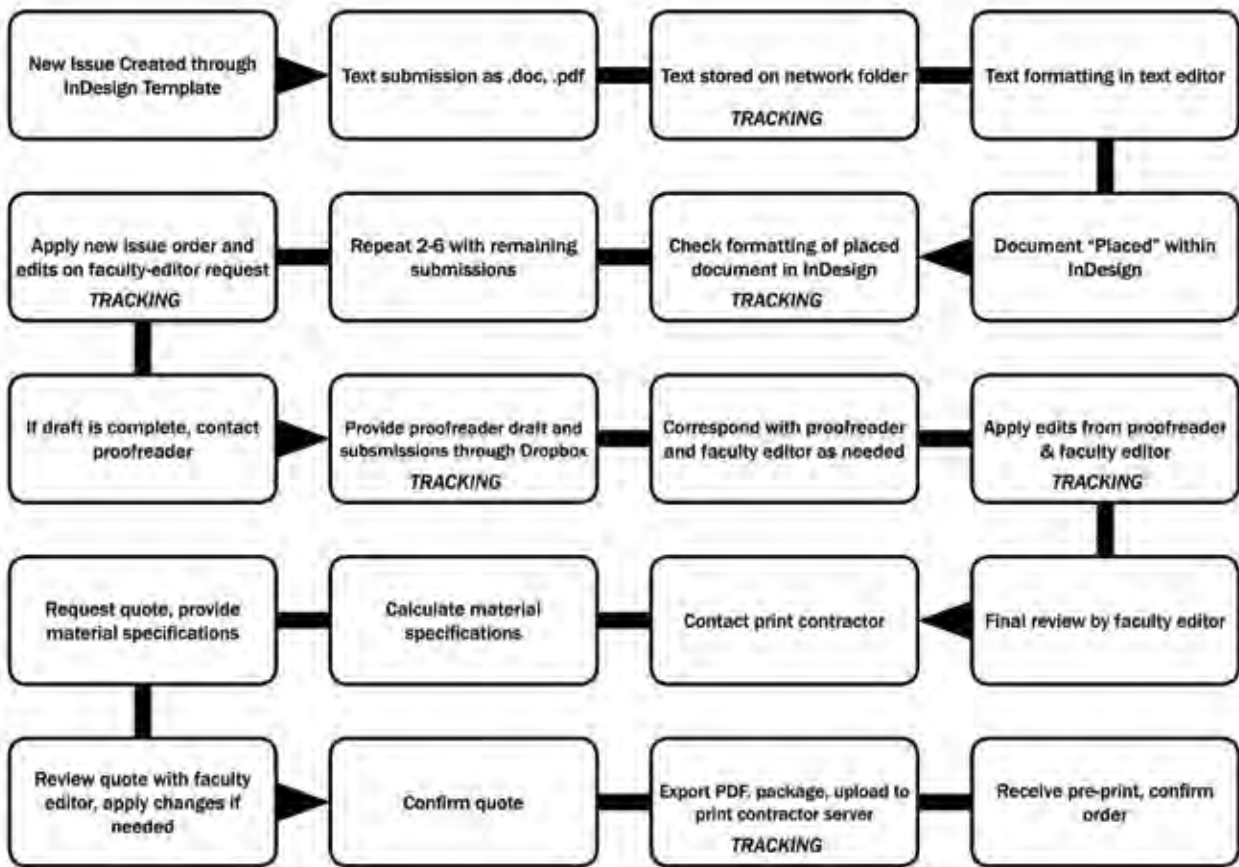 New Issue Created through
InDesign Template
Text submission as .doc, .pdf
Text stored on network folder
TRACKING
Text formatting in text editor
Document "Placed" within
InDesign
Check formatting of placed
document in InDesign
TRACKING
Repeat 2-6 with remaining
submissions
Apply new issue order and
edits on faculty-editor request
TRACKING
If draft is complete, contact
proofreader
Provide proofreader draft and
subsmissions through Dropbox
TRACKING
Correspond with proofreader
and faculty editor as needed
Apply edits from proofreader
& faculty editor
TRACKING
Final review by faculty editor
Contact print contractor
Calculate material
specifications
Request quote, provide
material specifications
Review quote with faculty
editor, apply changes if
needed
Confirm quote
Export PDF, package, upload to
print contractor server
TRACKING
Receive pre-print, confirm
order